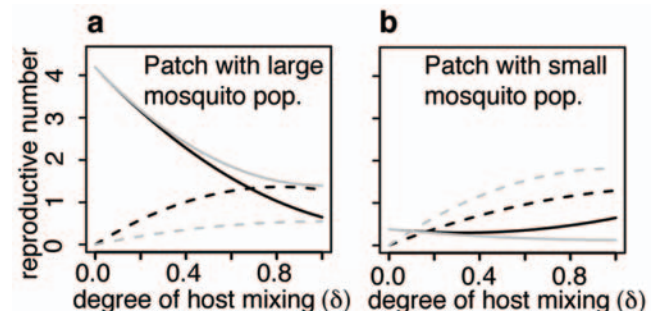 a
b
Patch with large
mosquito pop.
Patch with small
mosquito pop.
reproductive number
4
3
2
1
0
0.0 0.4 0.8
0.0 0.4 0.8
degree of host mixing (δ)
degree of host mixing (δ)